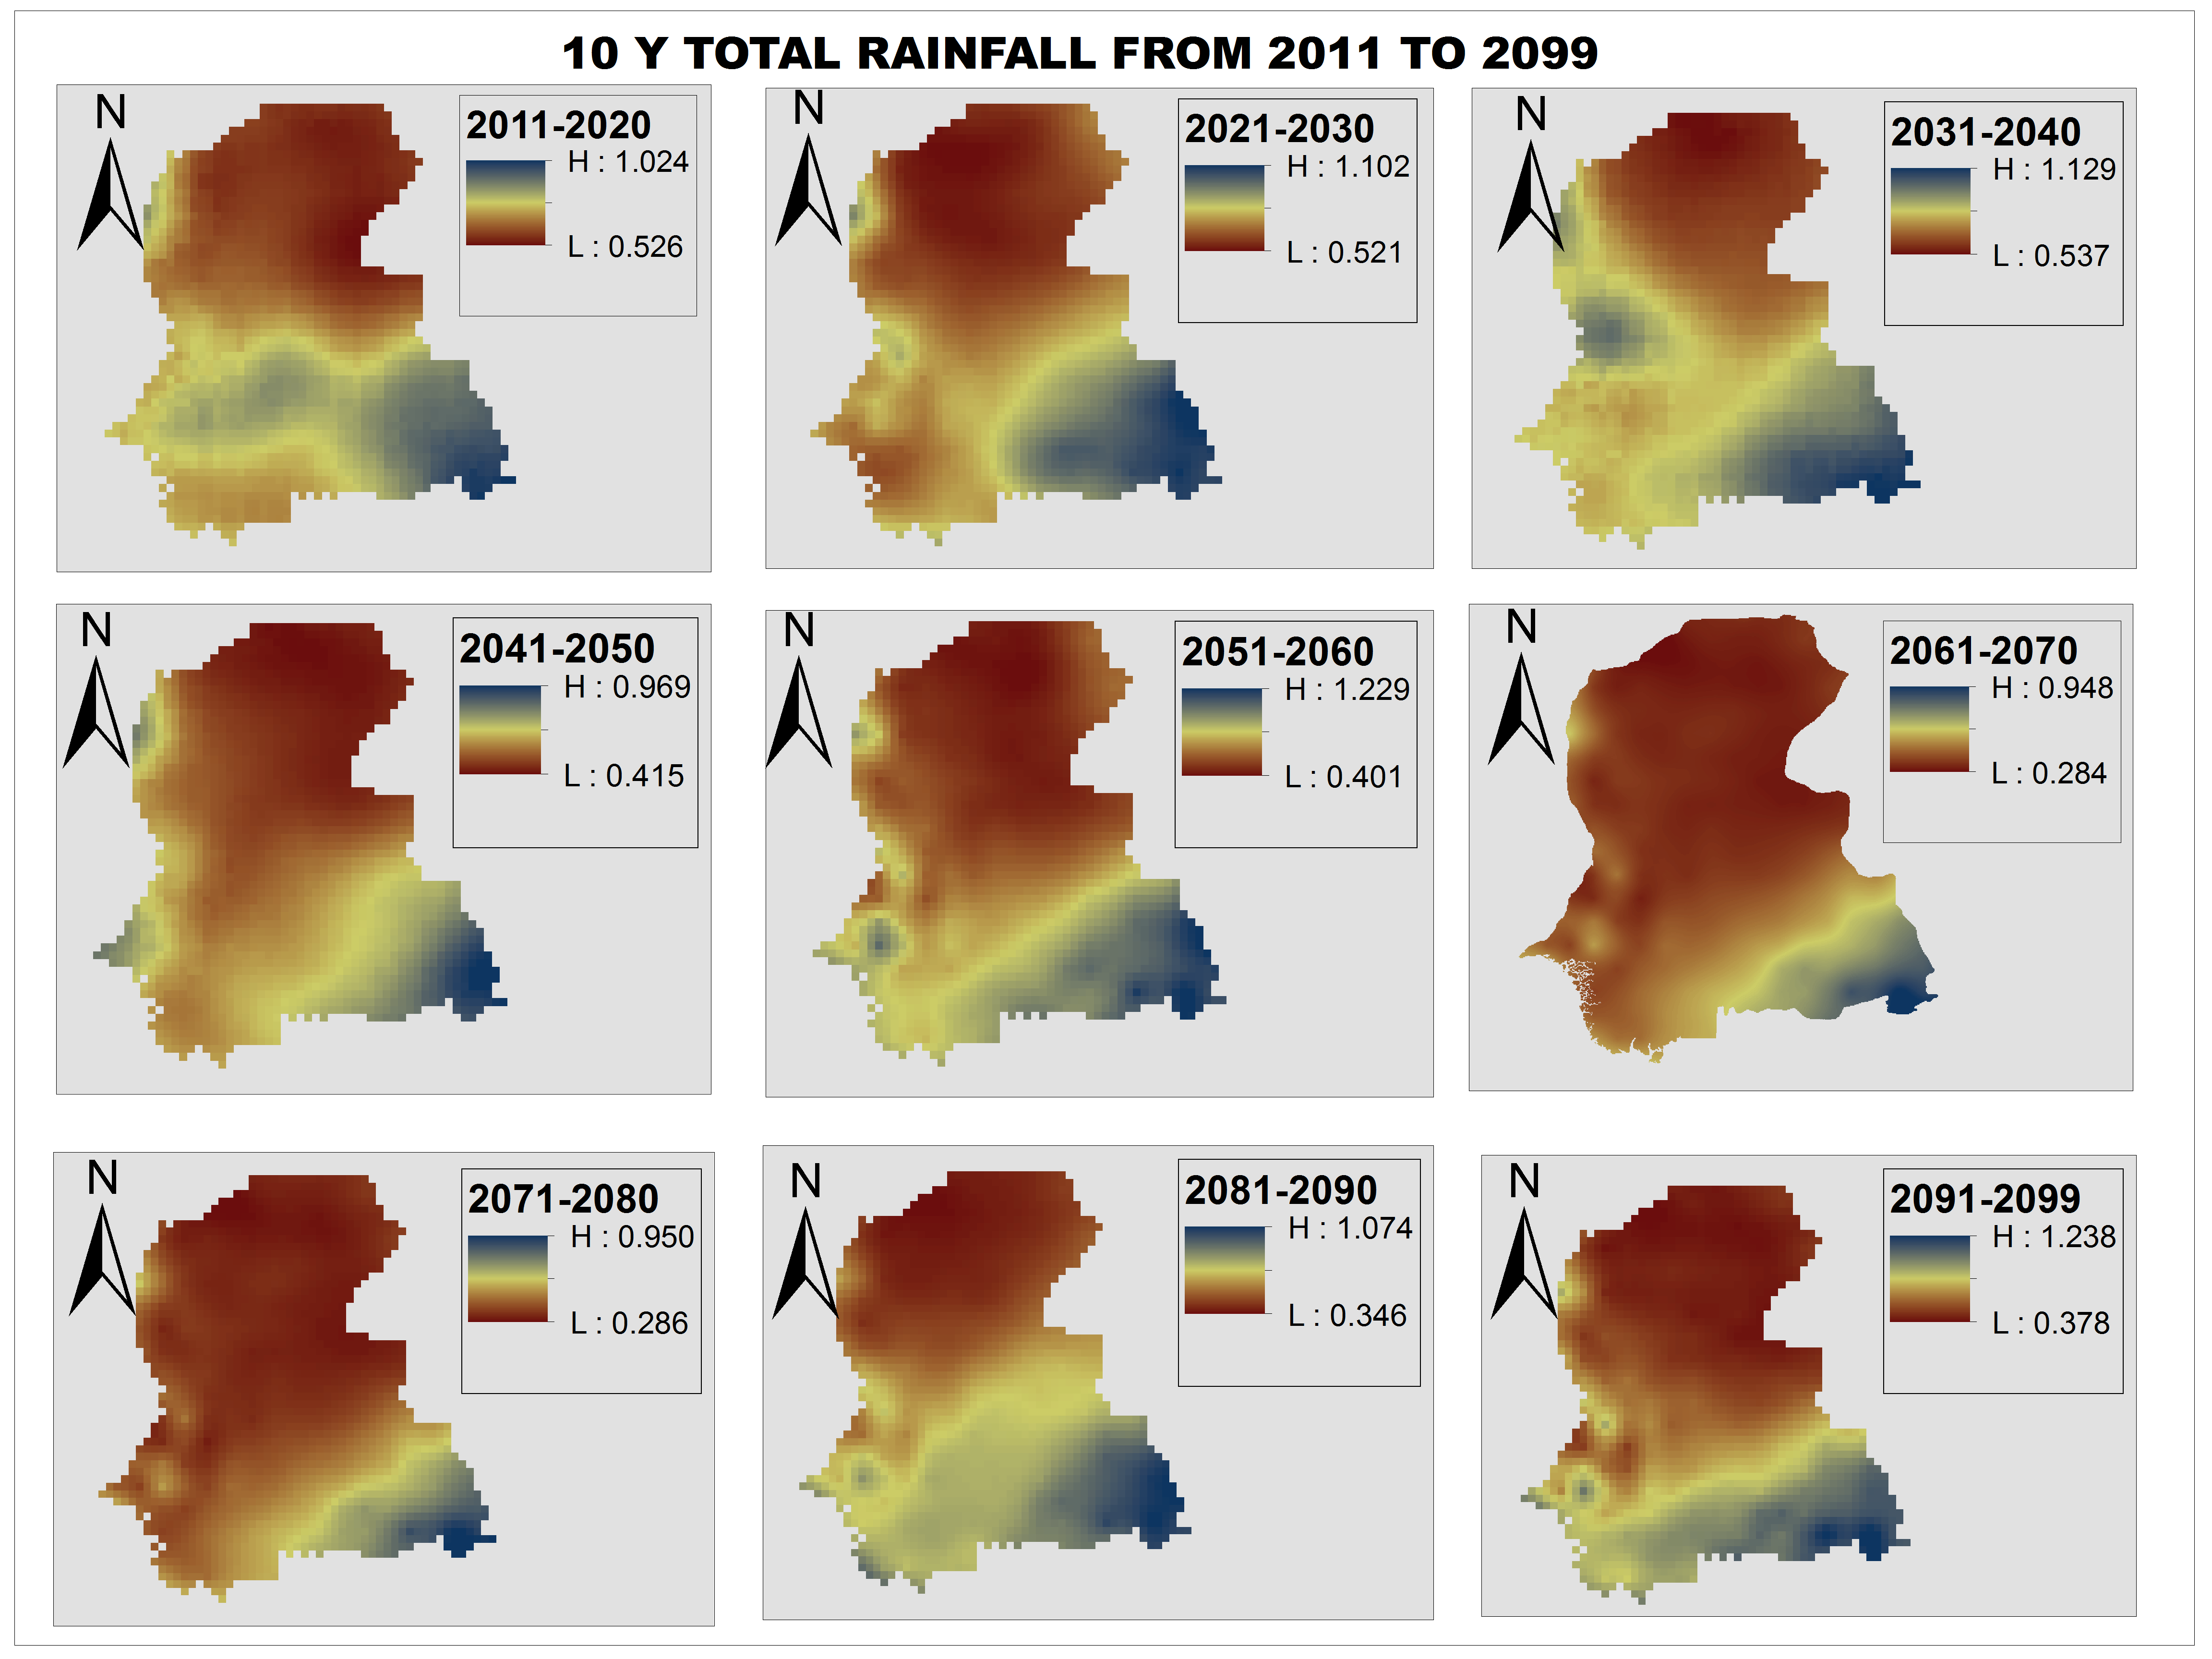 10 Y TOTAL RAINFALL FROM 2011 TO 2099
N
2011-2020
H : 1.024
L : 0.526
N
2021-2030
H : 1.102
L : 0.521
N
2031-2040
H : 1.129
L : 0.537
N
2041-2050
H : 0.969
L : 0.415
N
2051-2060
H : 1.229
L : 0.401
N
2061-2070
H : 0.948
L : 0.284
N
2071-2080
H : 0.950
L : 0.286
N
2081-2090
H : 1.074
L : 0.346
N
2091-2099
H : 1.238
L : 0.378